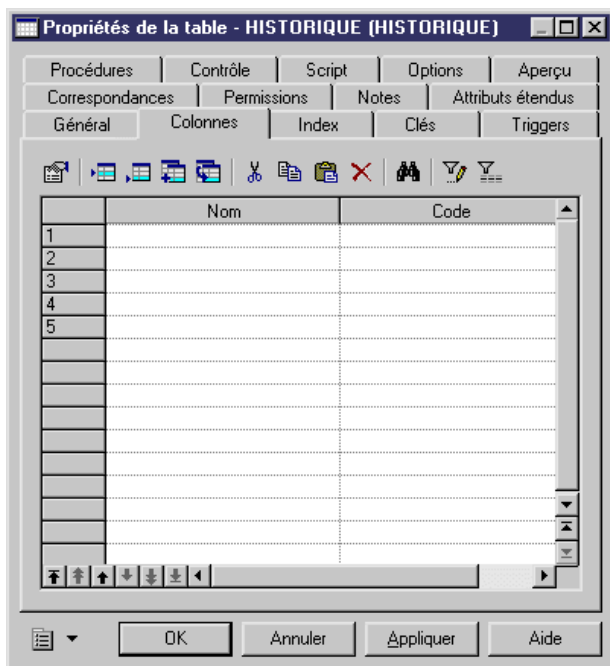 Propriétés de la table - HISTORIQUE (HISTORIQUE)
Procédures Contrôle Script Options Aperçu
Correspondances Permissions Notes Attributs étendus
Général Colonnes Index Clés Triggers
Nom Code
1
2
3
4
5
OK Annuler Appliquer Aide